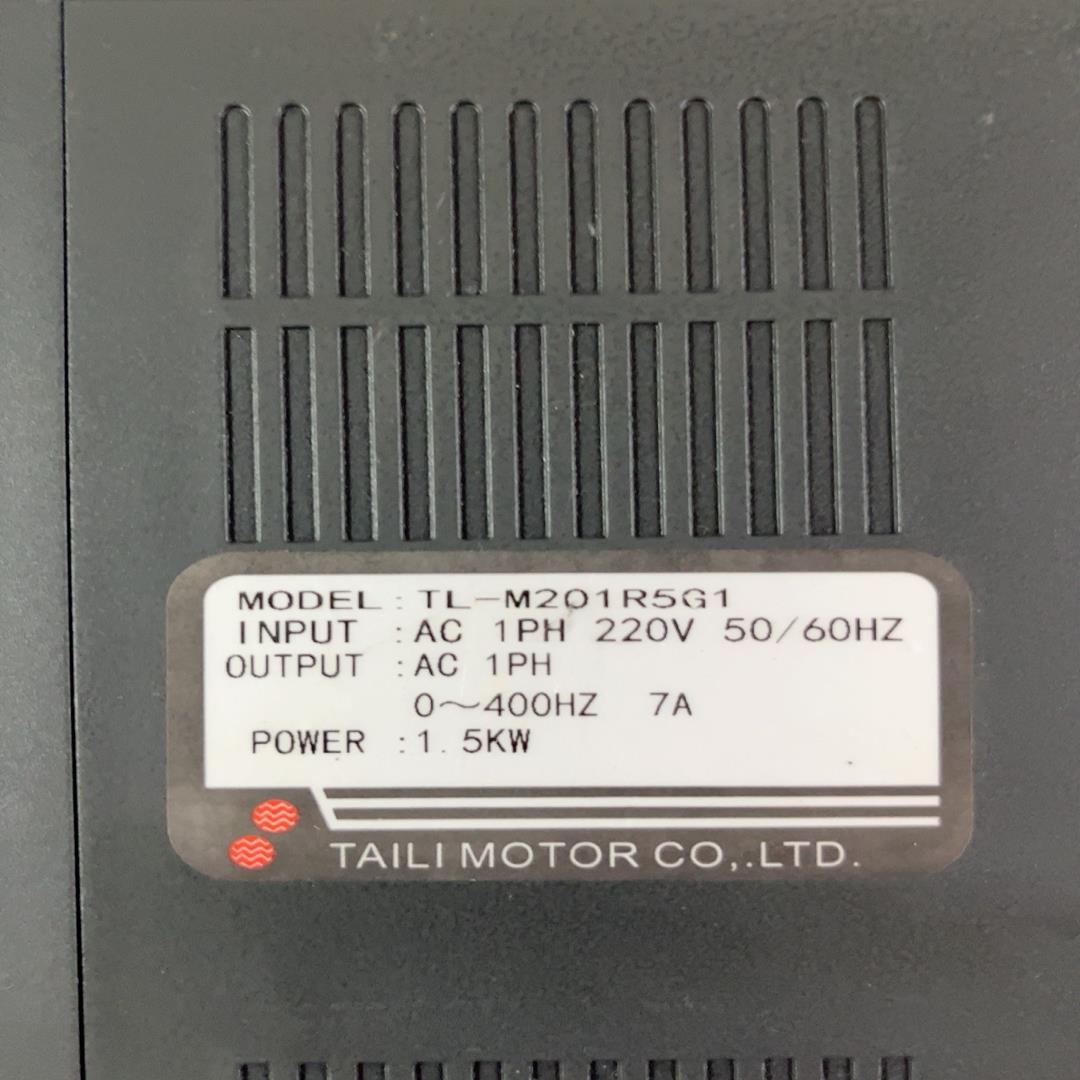 MODEL : TL-M201R5G1
INPUT : AC 1PH 220V 50/60HZ
OUTPUT : AC 1PH
0～400HZ 7A
POWER : 1.5KW
TAILI MOTOR CO,.LTD.